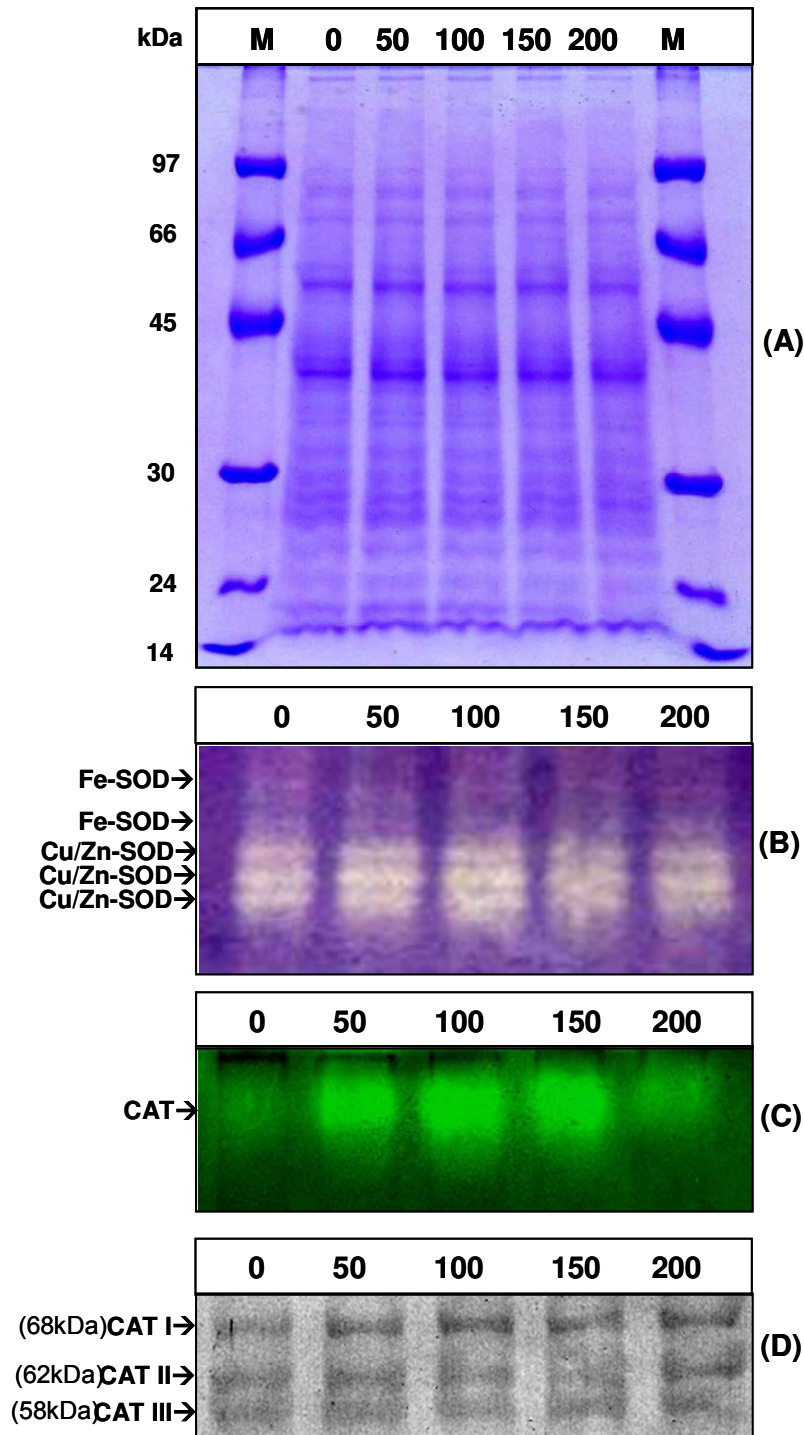 kDa M 0 50 100 150 200 M
97
66
45
(A)
30
24
14
0 50 100 150 200
Fe-SOD→
Fe-SOD→
Cu/Zn-SOD→
(B)
Cu/Zn-SOD→
Cu/Zn-SOD→
0 50 100 150 200
CAT→
(C)
0 50 100 150 200
(68kDa)CAT I→
(D)
(62kDa)CAT II→
(58kDa)CAT III→